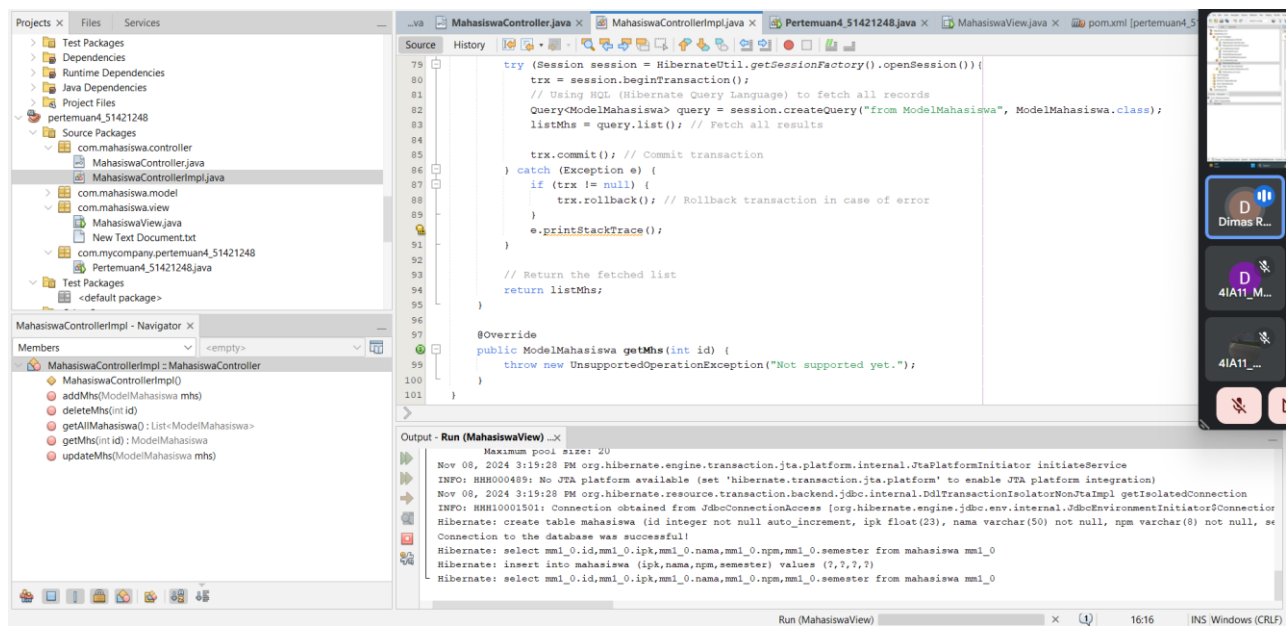 Projects Files Services
Test Packages
Dependencies
Runtime Dependencies
Java Dependencies
Project Files
pertemuan4_51421248
Source Packages
com.mahasiswa.controller
MahasiswaController.java
MahasiswaControllerImpl.java
com.mahasiswa.model
com.mahasiswa.view
MahasiswaView.java
New Text Document.txt
com.mycompany.pertemuan4_51421248
Pertemuan4_51421248.java
Test Packages
<default package>
MahasiswaControllerImpl - Navigator
Members <empty>
MahasiswaControllerImpl :: MahasiswaController
MahasiswaControllerImpl()
addMhs(ModelMahasiswa mhs)
deleteMhs(int id)
getAllMahasiswa() : List<ModelMahasiswa>
getMhs(int id) : ModelMahasiswa
updateMhs(ModelMahasiswa mhs)
...va MahasiswaController.java MahasiswaControllerImpl.java Pertemuan4_51421248.java MahasiswaView.java pom.xml [pertemuan4_5
Source History
79 try (Session session = HibernateUtil.getSessionFactory().openSession()){
80 trx = session.beginTransaction();
81 // Using HQL (Hibernate Query Language) to fetch all records
82 Query<ModelMahasiswa> query = session.createQuery("from ModelMahasiswa", ModelMahasiswa.class);
83 listMhs = query.list(); // Fetch all results
84
85 trx.commit(); // Commit transaction
86 } catch (Exception e) {
87 if (trx != null) {
88 trx.rollback(); // Rollback transaction in case of error
89 }
e.printStackTrace();
91 }
92
93 // Return the fetched list
94 return listMhs;
95 }
96
97 @Override
public ModelMahasiswa getMhs(int id) {
99 throw new UnsupportedOperationException("Not supported yet.");
100 }
101 }
Output - Run (MahasiswaView) ...
Maximum pool size: 20
Nov 08, 2024 3:19:28 PM org.hibernate.engine.transaction.jta.platform.internal.JtaPlatformInitiator initiateService
INFO: HHH000489: No JTA platform available (set 'hibernate.transaction.jta.platform' to enable JTA platform integration)
Nov 08, 2024 3:19:28 PM org.hibernate.resource.transaction.backend.jdbc.internal.DdlTransactionIsolatorNonJtaImpl getIsolatedConnection
INFO: HHH10001501: Connection obtained from JdbcConnectionAccess [org.hibernate.engine.jdbc.env.internal.JdbcEnvironmentInitiator$Connection
Hibernate: create table mahasiswa (id integer not null auto_increment, ipk float(23), nama varchar(50) not null, npm varchar(8) not null, se
Connection to the database was successful!
Hibernate: select mm1_0.id,mm1_0.ipk,mm1_0.nama,mm1_0.npm,mm1_0.semester from mahasiswa mm1_0
Hibernate: insert into mahasiswa (ipk,nama,npm,semester) values (?,?,?,?)
Hibernate: select mm1_0.id,mm1_0.ipk,mm1_0.nama,mm1_0.npm,mm1_0.semester from mahasiswa mm1_0
D
Dimas R...
D
4IA11_M...
4IA11_...
Run (MahasiswaView) 16:16 INS Windows (CRLF)